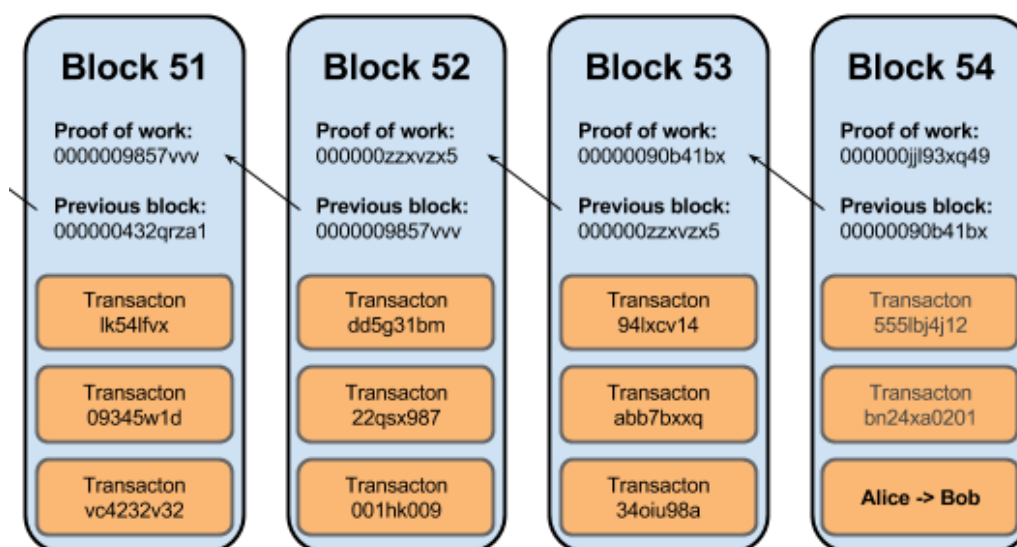 Block 51
Proof of work:
0000009857vvv
Previous block:
000000432qrza1
Transacton
lk54lfvx
Transacton
09345w1d
Transacton
vc4232v32
Block 52
Proof of work:
000000zzxvzx5
Previous block:
0000009857vvv
Transacton
dd5g31bm
Transacton
22qsx987
Transacton
001hk009
Block 53
Proof of work:
00000090b41bx
Previous block:
000000zzxvzx5
Transacton
94lxcv14
Transacton
abb7bxxq
Transacton
34oiu98a
Block 54
Proof of work:
000000jjl93xq49
Previous block:
00000090b41bx
Transacton
555lbj4j12
Transacton
bn24xa0201
Alice -> Bob